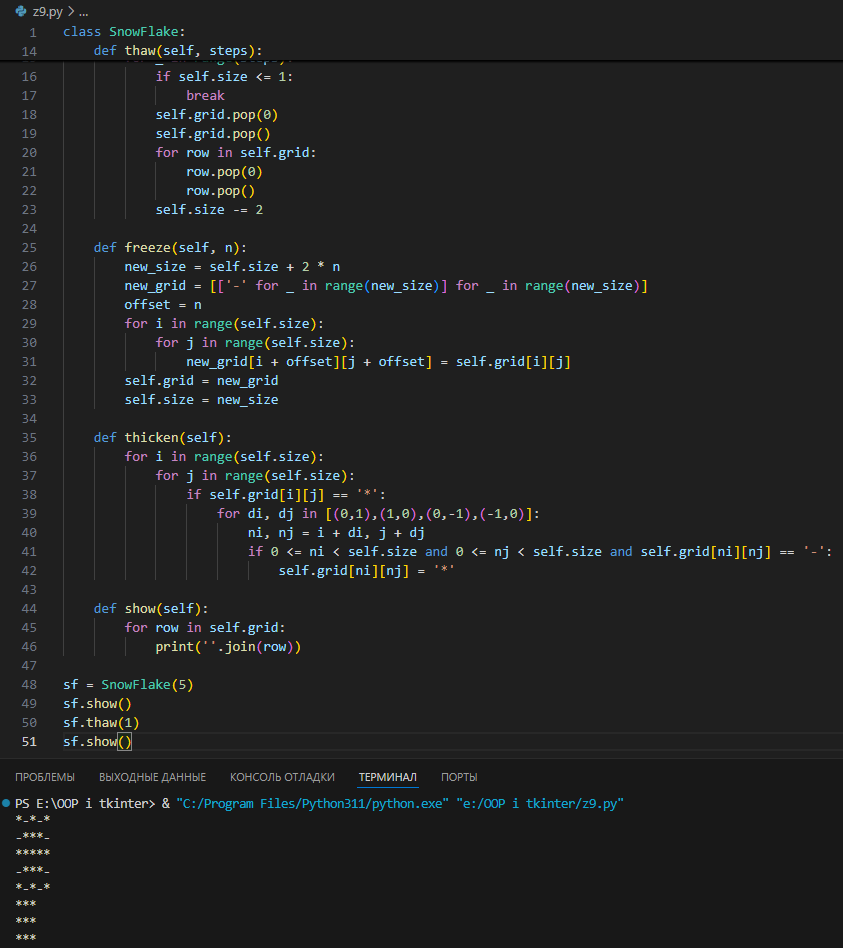 z9.py > ...
1 class SnowFlake:
14     def thaw(self, steps):
16             if self.size <= 1:
17                 break
18             self.grid.pop(0)
19             self.grid.pop()
20             for row in self.grid:
21                 row.pop(0)
22                 row.pop()
23             self.size -= 2
24
25     def freeze(self, n):
26         new_size = self.size + 2 * n
27         new_grid = [['-' for _ in range(new_size)] for _ in range(new_size)]
28         offset = n
29         for i in range(self.size):
30             for j in range(self.size):
31                 new_grid[i + offset][j + offset] = self.grid[i][j]
32         self.grid = new_grid
33         self.size = new_size
34
35     def thicken(self):
36         for i in range(self.size):
37             for j in range(self.size):
38                 if self.grid[i][j] == '*':
39                     for di, dj in [(0,1),(1,0),(0,-1),(-1,0)]:
40                         ni, nj = i + di, j + dj
41                         if 0 <= ni < self.size and 0 <= nj < self.size and self.grid[ni][nj] == '-':
42                             self.grid[ni][nj] = '*'
43
44     def show(self):
45         for row in self.grid:
46             print(''.join(row))
47
48 sf = SnowFlake(5)
49 sf.show()
50 sf.thaw(1)
51 sf.show()
ПРОБЛЕМЫ ВЫХОДНЫЕ ДАННЫЕ КОНСОЛЬ ОТЛАДКИ ТЕРМИНАЛ ПОРТЫ
PS E:\OOP i tkinter> & "C:/Program Files/Python311/python.exe" "e:/OOP i tkinter/z9.py"
*-*-*
-***-
*****
-***-
*-*-*
***
***
***